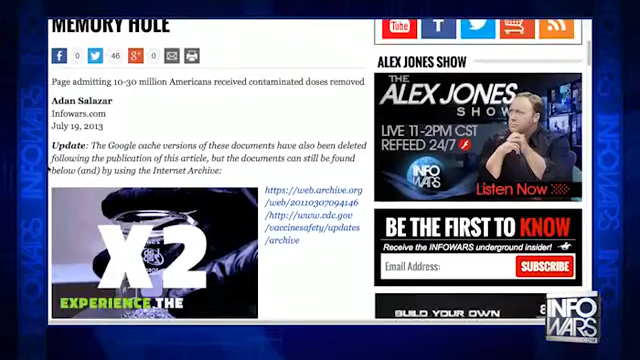 MEMORY HOLE
0
46
0
Page admitting 10-30 million Americans received contaminated doses removed
Adan Salazar
Infowars.com
July 19, 2013
Update: The Google cache versions of these documents have also been deleted
following the publication of this article, but the documents can still be found
below (and) by using the Internet Archive:
https://web.archive.org
/web/20110307094146
/http://www.cdc.gov
/vaccinesafety/updates
/archive
X2
EXPERIENCE THE
You
Tube
ALEX JONES SHOW
THE
ALEX JONES
SHOW
LIVE 11-2PM CST
REFEED 24/7
INFO
WARS
Listen Now
BE THE FIRST TO KNOW
Receive the INFOWARS underground insider!
Email Address:
SUBSCRIBE
BUILD YOUR OWN
INFO
WARS
.COM